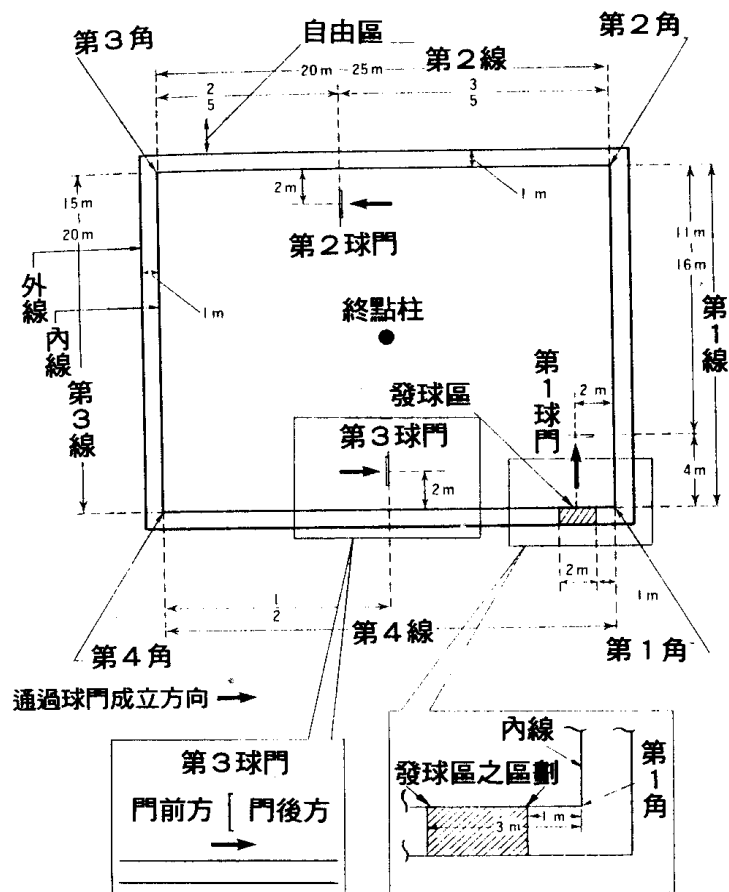 第3角
自由區
第2角
第2線
20m 25m
2
5
3
5
2m
1m
15m
20m
11m
16m
第2球門
外線
內線
1m
終點柱
第1線
第3線
發球區
第1球門
2m
第3球門
2m
4m
2m
1m
1
2
第4線
第4角
第1角
通過球門成立方向
第3球門
門前方
門後方
內線
發球區之區劃
第1角
3m
1m